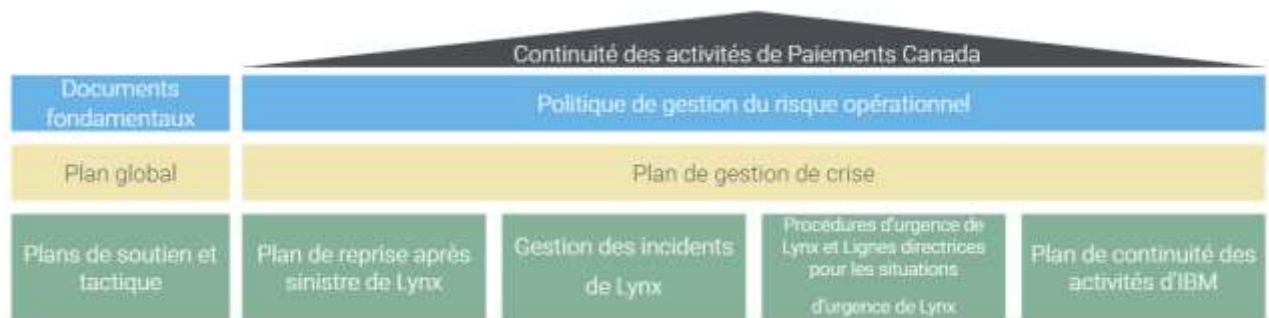 Continuité des activités de Paiements Canada
Documents
fondamentaux
Politique de gestion du risque opérationnel
Plan global
Plan de gestion de crise
Plans de soutien et
tactique
Plan de reprise après
sinistre de Lynx
Gestion des incidents
de Lynx
Procédures d'urgence de
Lynx et Lignes directrices
pour les situations
d'urgence de Lynx
Plan de continuité des
activités d'IBM